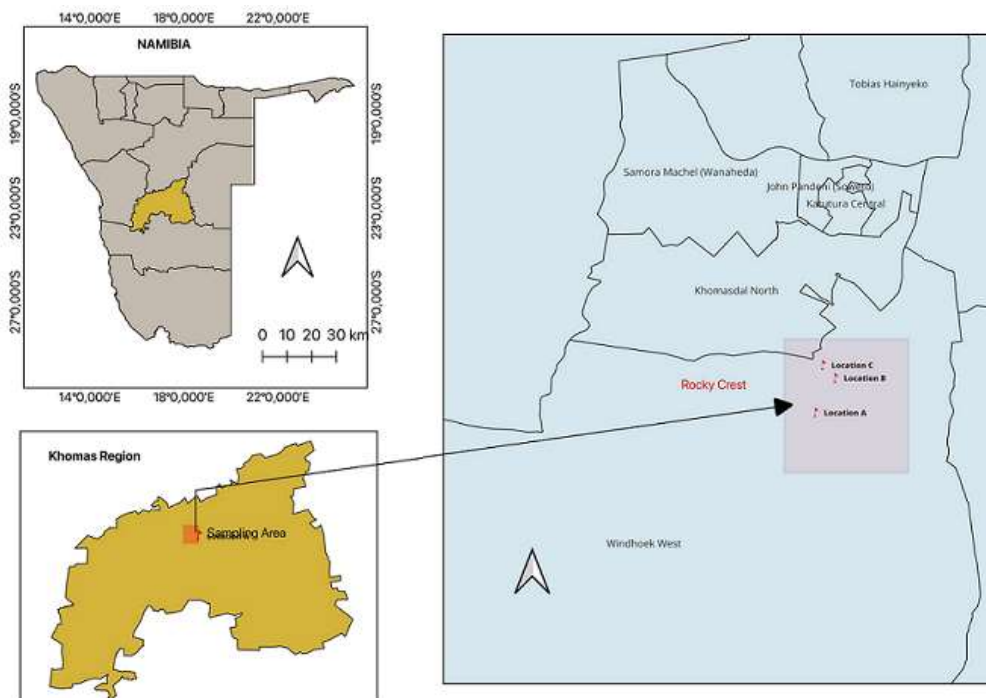 14°0,000'E 18°0,000'E 22°0,000'E
NAMIBIA
19°0,000'S
23°0,000'S
27°0,000'S
19°0,000'S
23°0,000'S
27°0,000'S
0 10 20 30 km
14°0,000'E 18°0,000'E 22°0,000'E
Khomas Region
Sampling Area
Tobias Hainyeko
Samora Machel (Wanaheda)
John Pandeni (Soweto)
Katutura Central
Khomasdal North
Location C
Location B
Rocky Crest
Location A
Windhoek West